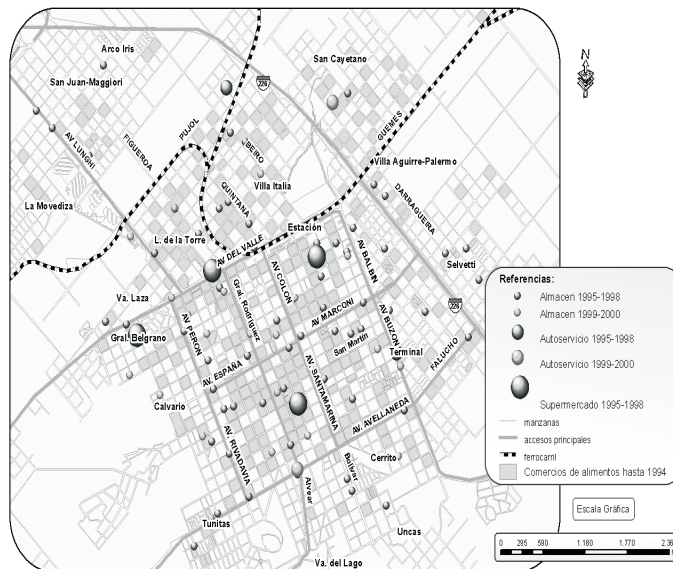 Arco Iris
San Juan-Maggiori
San Cayetano
N
226
AV LUNGHI
FIGUEROA
PUJOL
GUEMES
Villa Aguirre-Palermo
DARRAGUEIRA
Villa Italia
QUINTANA
La Movediza
L. de la Torre
Estación
AV DEL VALLE
AV BALBIN
Selvetti
AV COLON
Gral. Rodriguez
Va. Laza
AV MARCONI
AV BUZON
226
Gral. Belgrano
AV PERON
San Martín
Terminal
FALUCHO
AV. ESPAÑA
AV. SANTAMARINA
Calvario
AV. AVELLANEDA
AV. RIVADAVIA
Cerrito
Bolivar
Alvear
Tunitas
Uncas
Va. del Lago
Referencias:
Almacen 1995-1998
Almacen 1999-2000
Autoservicio 1995-1998
Autoservicio 1999-2000
Supermercado 1995-1998
manzanas
accesos principales
ferrocarril
Comercios de alimentos hasta 1994
Escala Gráfica
0 295 590 1.180 1.770